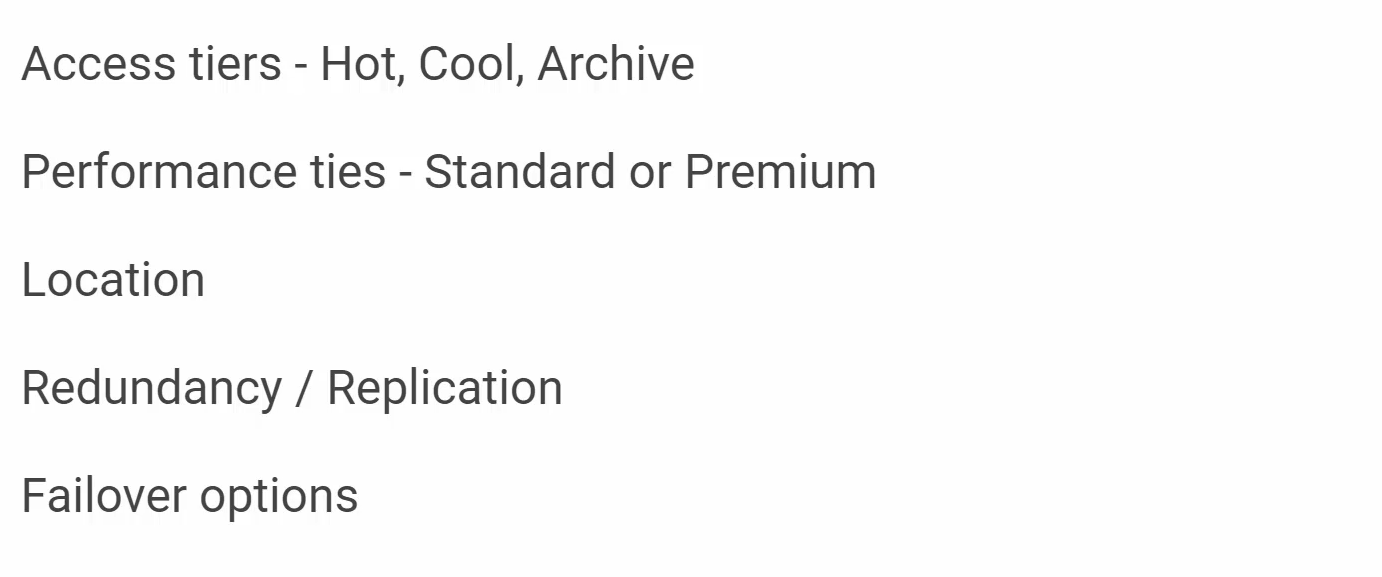 Access tiers - Hot, Cool, Archive
Performance ties - Standard or Premium
Location
Redundancy / Replication
Failover options